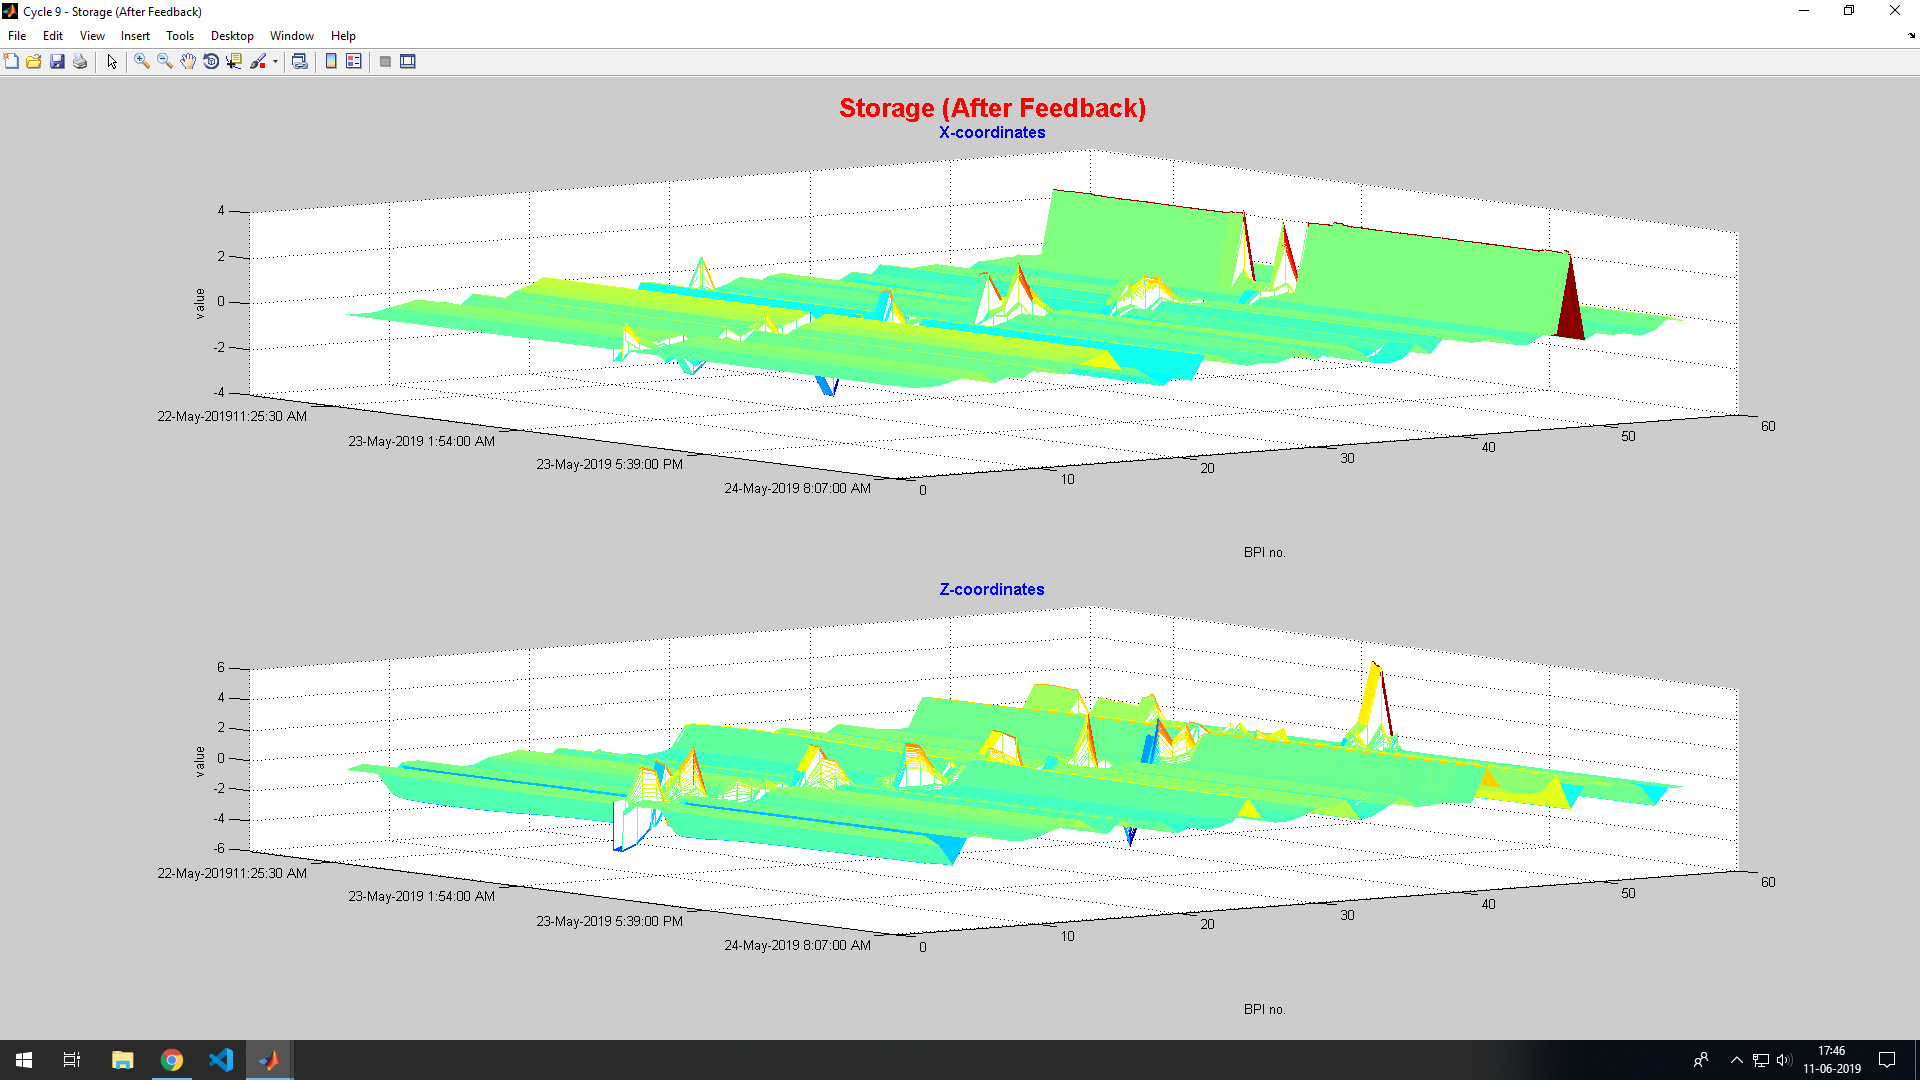 Cycle 9 - Storage (After Feedback)
File Edit View Insert Tools Desktop Window Help
Storage (After Feedback)
X-coordinates
4
2
0
-2
-4
value
22-May-201911:25:30 AM
23-May-2019 1:54:00 AM
23-May-2019 5:39:00 PM
24-May-2019 8:07:00 AM
0
10
20
30
40
50
60
BPI no.
Z-coordinates
6
4
2
0
-2
-4
-6
value
22-May-201911:25:30 AM
23-May-2019 1:54:00 AM
23-May-2019 5:39:00 PM
24-May-2019 8:07:00 AM
0
10
20
30
40
50
60
BPI no.
17:46
11-06-2019